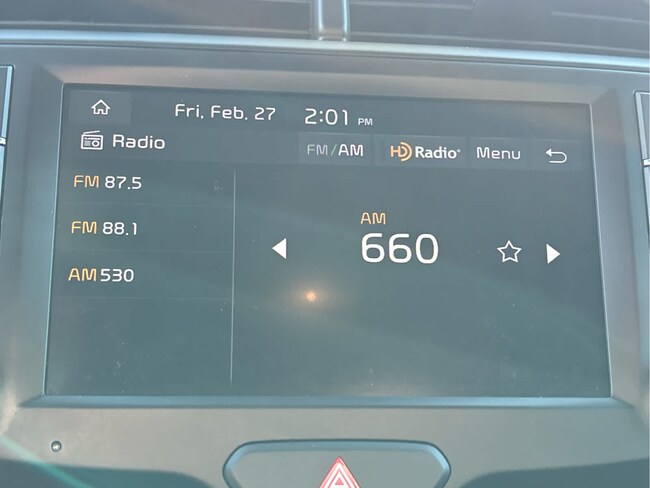 Fri, Feb. 27 2:01 PM
Radio FM/AM HD Radio® Menu
FM 87.5
FM 88.1
AM 530
AM
660